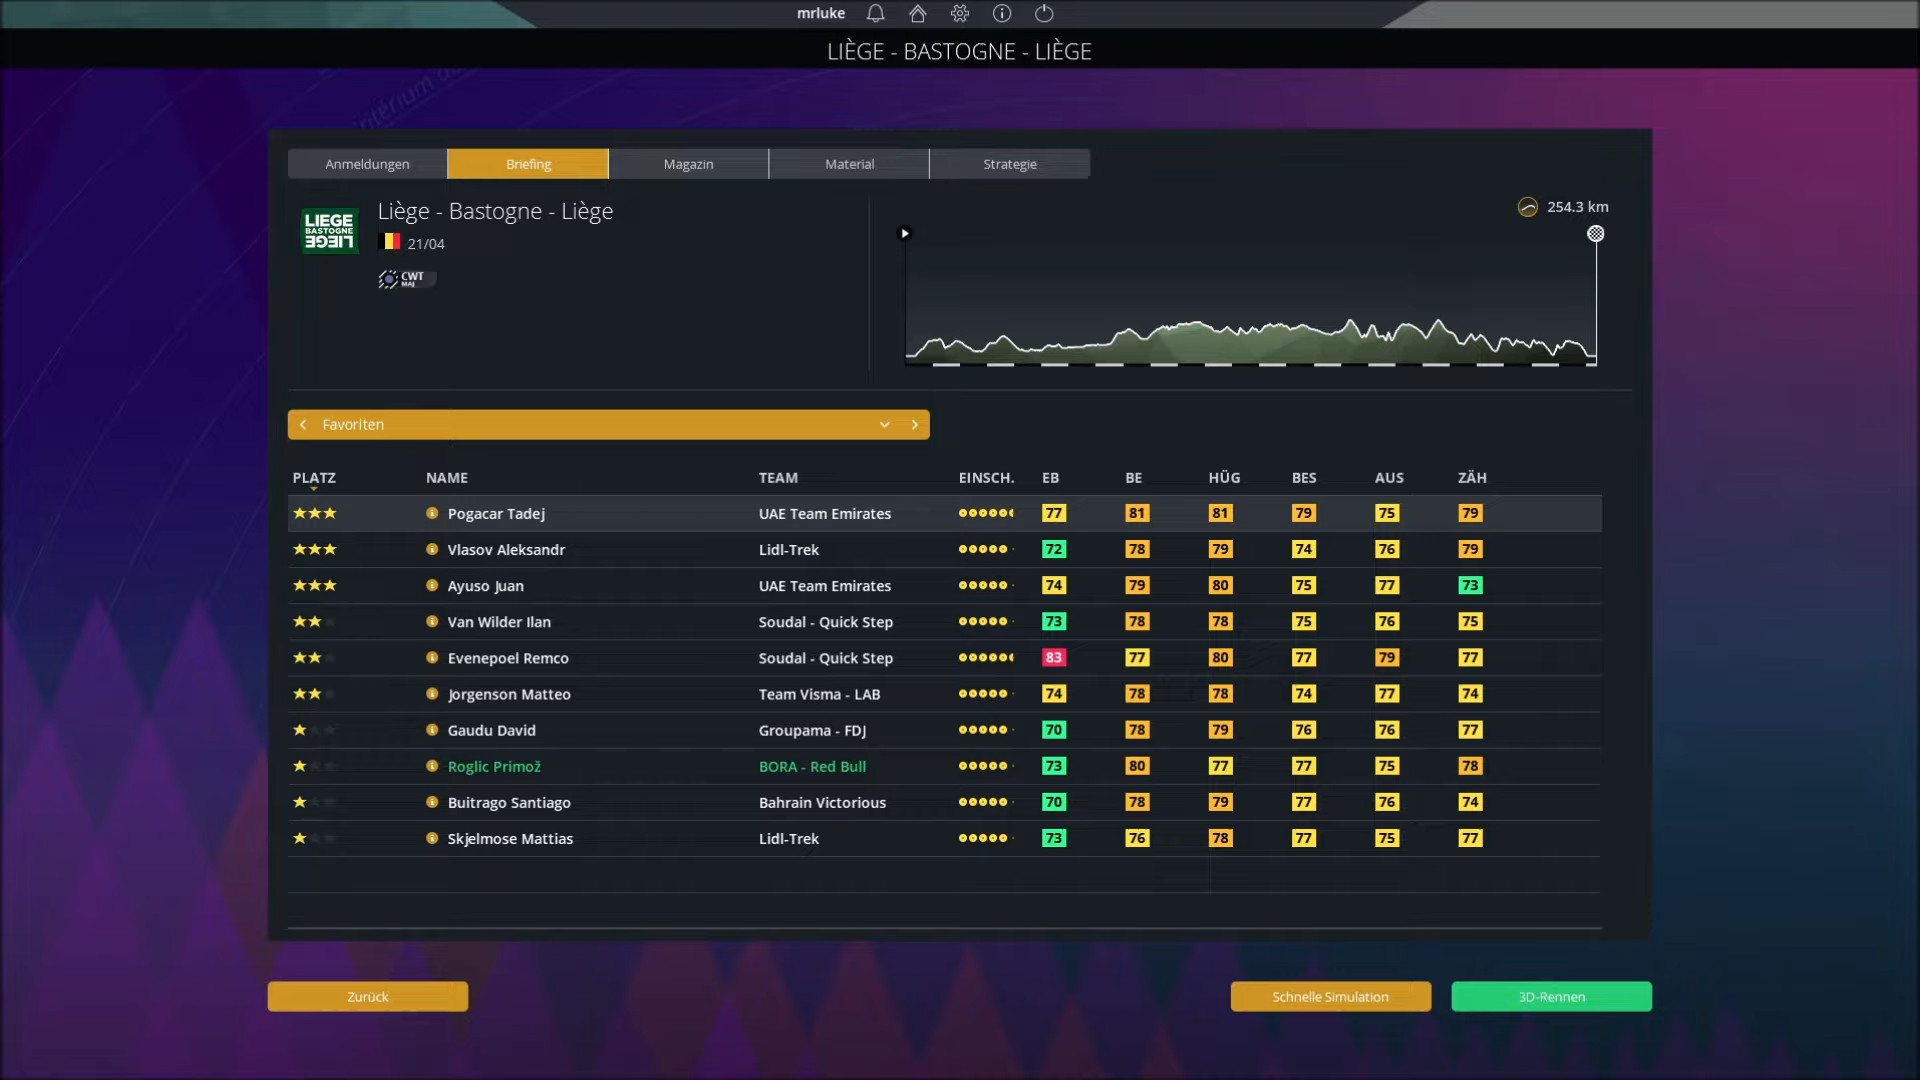 mrluke
LIÈGE - BASTOGNE - LIÈGE
Anmeldungen Briefing Magazin Material Strategie
LIEGE
BASTOGNE
LIEGE
Liège - Bastogne - Liège
21/04
CWT
MAJ
254.3 km
Favoriten
PLATZ NAME TEAM EINSCH. EB BE HÜG BES AUS ZÄH
Pogacar Tadej UAE Team Emirates 77 81 81 79 75 79
Vlasov Aleksandr Lidl-Trek 72 78 79 74 76 79
Ayuso Juan UAE Team Emirates 74 79 80 75 77 73
Van Wilder Ilan Soudal - Quick Step 73 78 78 75 76 75
Evenepoel Remco Soudal - Quick Step 83 77 80 77 79 77
Jorgenson Matteo Team Visma - LAB 74 78 78 74 77 74
Gaudu David Groupama - FDJ 70 78 79 76 76 77
Roglic Primož BORA - Red Bull 73 80 77 77 75 78
Buitrago Santiago Bahrain Victorious 70 78 79 77 76 74
Skjelmose Mattias Lidl-Trek 73 76 78 77 75 77
Zurück Schnelle Simulation 3D-Rennen